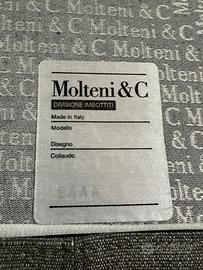 Molteni & C
DIVISIONE IMBOTTITI
Made in Italy
Modello
Disegno
Collaudo